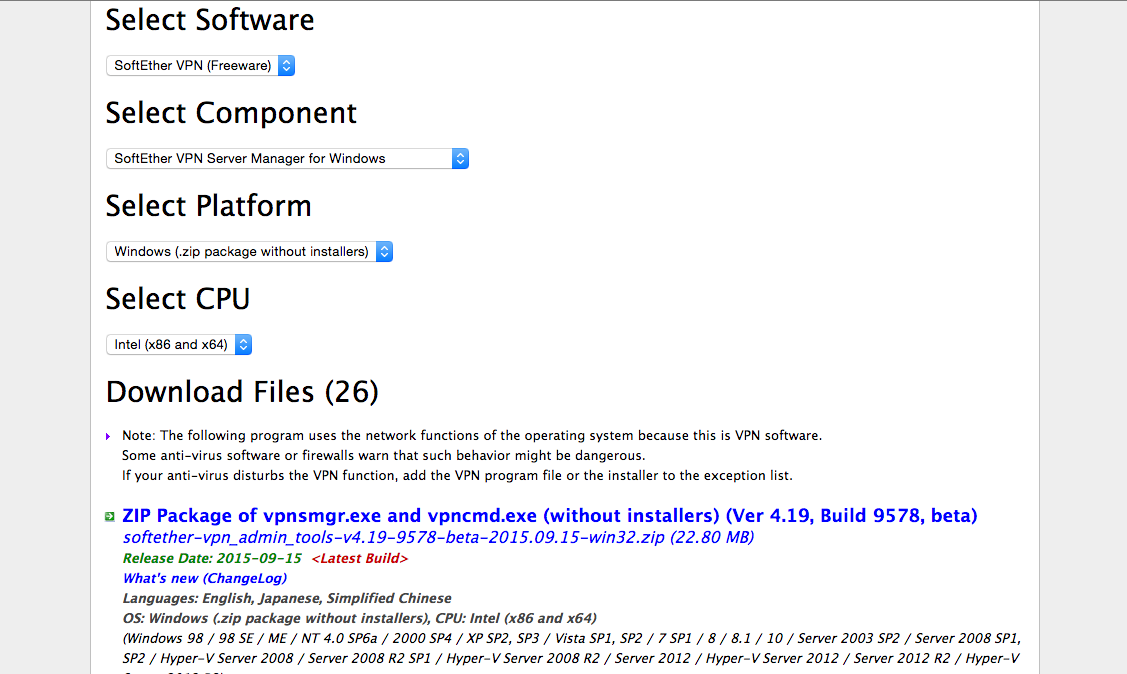 Select Software
SoftEther VPN (Freeware)
Select Component
SoftEther VPN Server Manager for Windows
Select Platform
Windows (.zip package without installers)
Select CPU
Intel (x86 and x64)
Download Files (26)
Note: The following program uses the network functions of the operating system because this is VPN software.
Some anti-virus software or firewalls warn that such behavior might be dangerous.
If your anti-virus disturbs the VPN function, add the VPN program file or the installer to the exception list.
ZIP Package of vpnsmgr.exe and vpncmd.exe (without installers) (Ver 4.19, Build 9578, beta)
softether-vpn_admin_tools-v4.19-9578-beta-2015.09.15-win32.zip (22.80 MB)
Release Date: 2015-09-15 <Latest Build>
What's new (ChangeLog)
Languages: English, Japanese, Simplified Chinese
OS: Windows (.zip package without installers), CPU: Intel (x86 and x64)
(Windows 98 / 98 SE / ME / NT 4.0 SP6a / 2000 SP4 / XP SP2, SP3 / Vista SP1, SP2 / 7 SP1 / 8 / 8.1 / 10 / Server 2003 SP2 / Server 2008 SP1,
SP2 / Hyper-V Server 2008 / Server 2008 R2 SP1 / Hyper-V Server 2008 R2 / Server 2012 / Hyper-V Server 2012 / Server 2012 R2 / Hyper-V